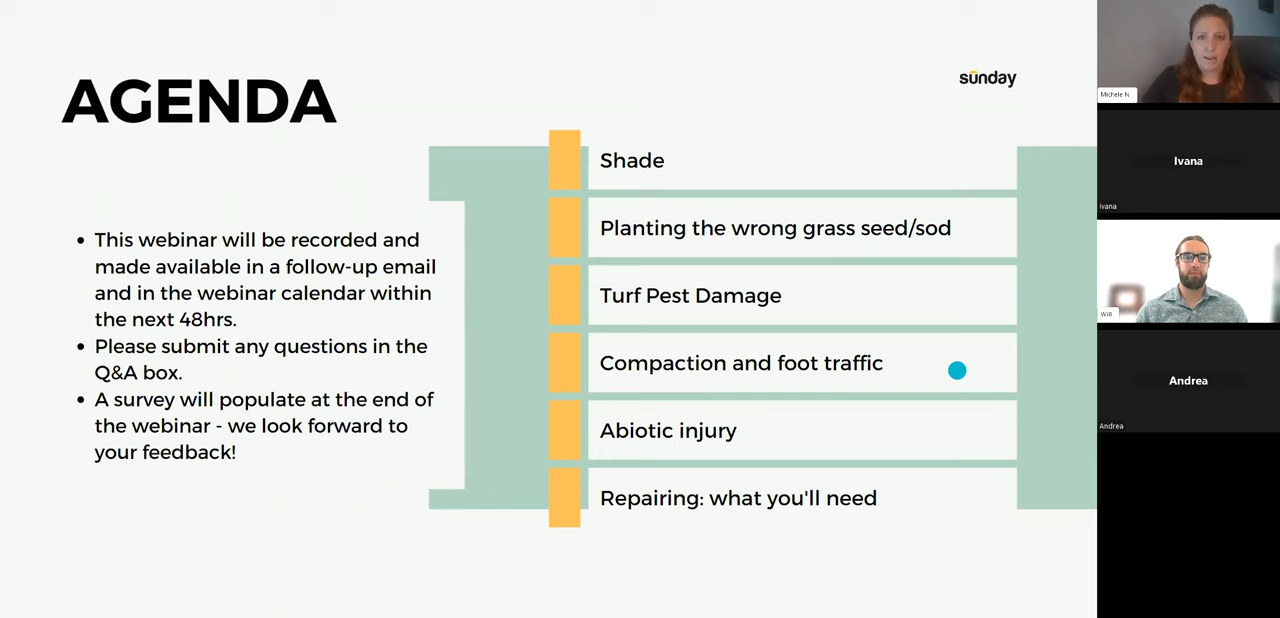 AGENDA
sunday
This webinar will be recorded and
made available in a follow-up email
and in the webinar calendar within
the next 48hrs.
Please submit any questions in the
Q&A box.
A survey will populate at the end of
the webinar - we look forward to
your feedback!
Shade
Planting the wrong grass seed/sod
Turf Pest Damage
Compaction and foot traffic
Abiotic injury
Repairing: what you'll need
Michele N
Ivana
Ivana
Will
Andrea
Andrea